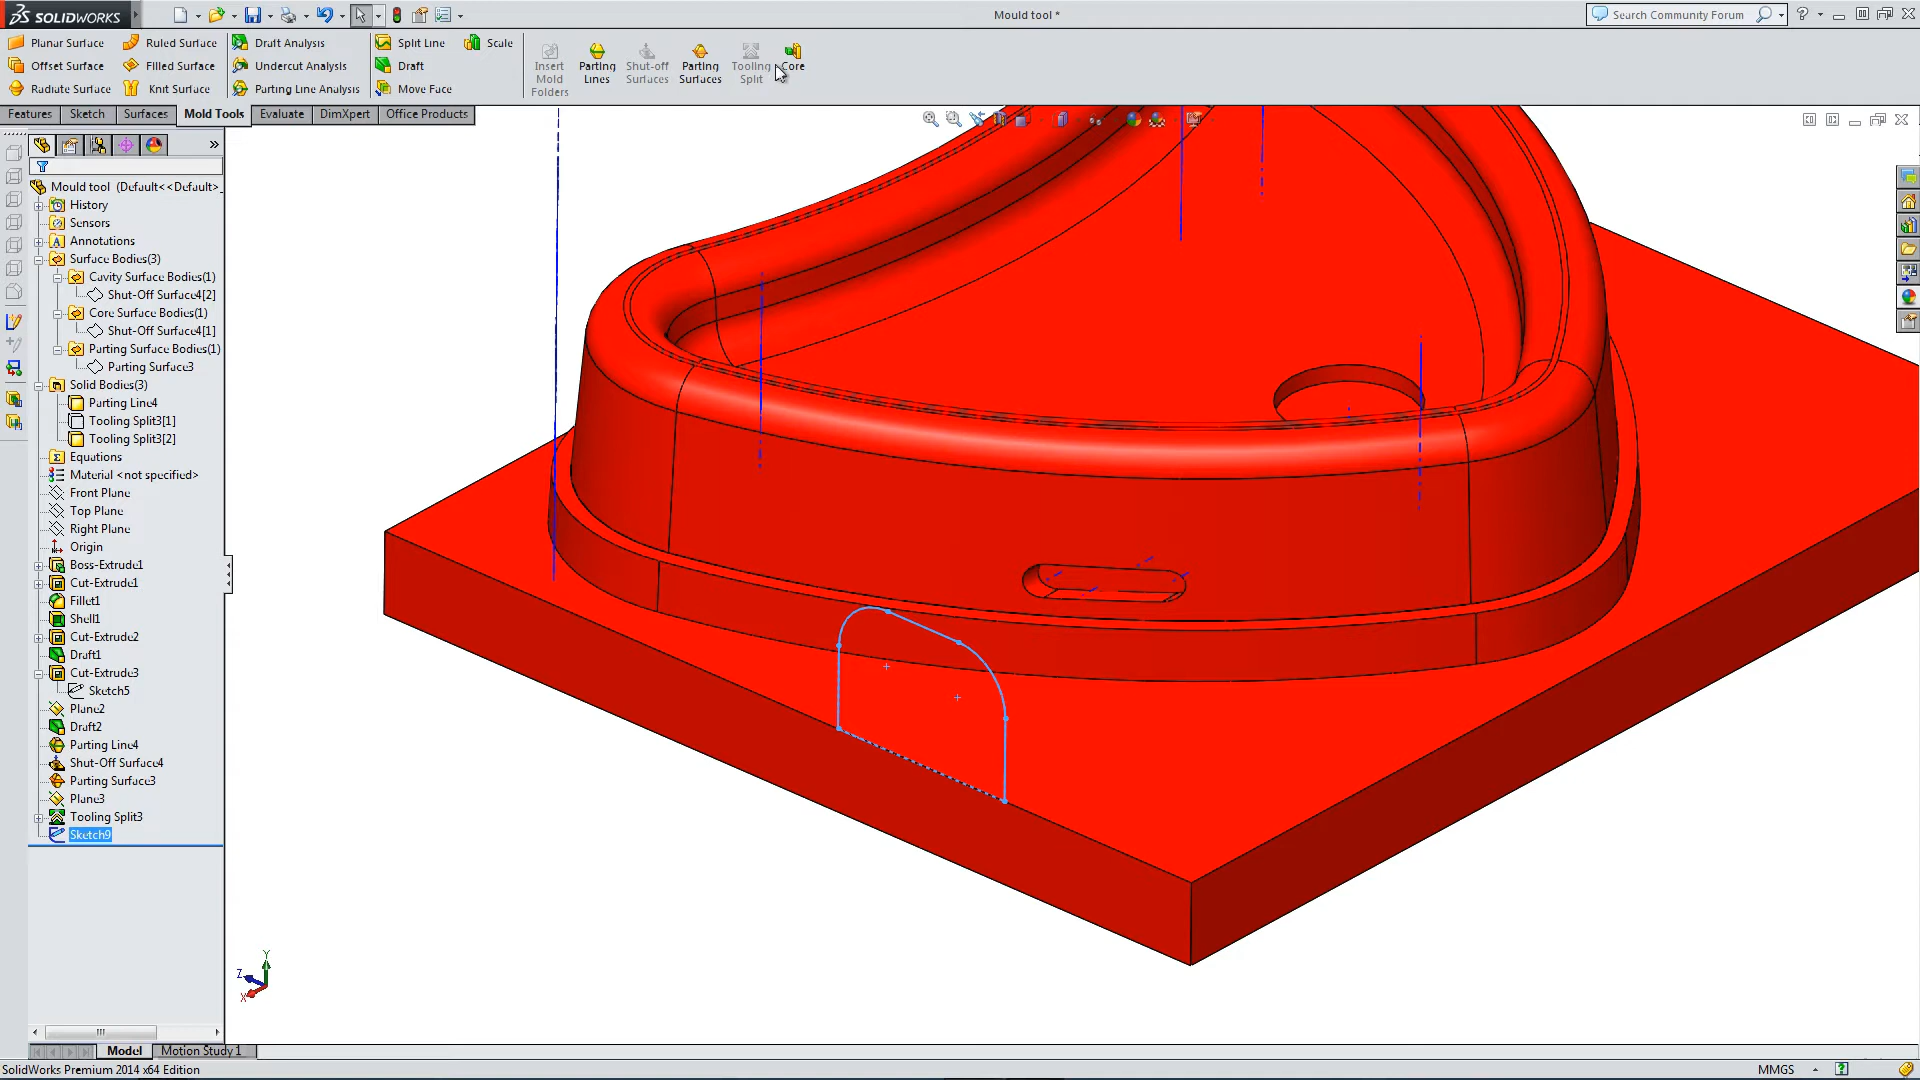 SOLIDWORKS
Mould tool *
Search Community Forum
Planar Surface
Ruled Surface
Draft Analysis
Split Line
Scale
Offset Surface
Filled Surface
Undercut Analysis
Draft
Radiate Surface
Knit Surface
Parting Line Analysis
Move Face
Insert Mold Folders
Parting Lines
Shut-off Surfaces
Parting Surfaces
Tooling Split
Core
Features
Sketch
Surfaces
Mold Tools
Evaluate
DimXpert
Office Products
Mould tool (Default<<Default>_
History
Sensors
Annotations
Surface Bodies(3)
Cavity Surface Bodies(1)
Shut-Off Surface4[2]
Core Surface Bodies(1)
Shut-Off Surface4[1]
Parting Surface Bodies(1)
Parting Surface3
Solid Bodies(3)
Parting Line4
Tooling Split3[1]
Tooling Split3[2]
Equations
Material <not specified>
Front Plane
Top Plane
Right Plane
Origin
Boss-Extrude1
Cut-Extrude1
Fillet1
Shell1
Cut-Extrude2
Draft1
Cut-Extrude3
Sketch5
Plane2
Draft2
Parting Line4
Shut-Off Surface4
Parting Surface3
Plane3
Tooling Split3
Sketch9
Y
Z
X
Model
Motion Study 1
SolidWorks Premium 2014 x64 Edition
MMGS